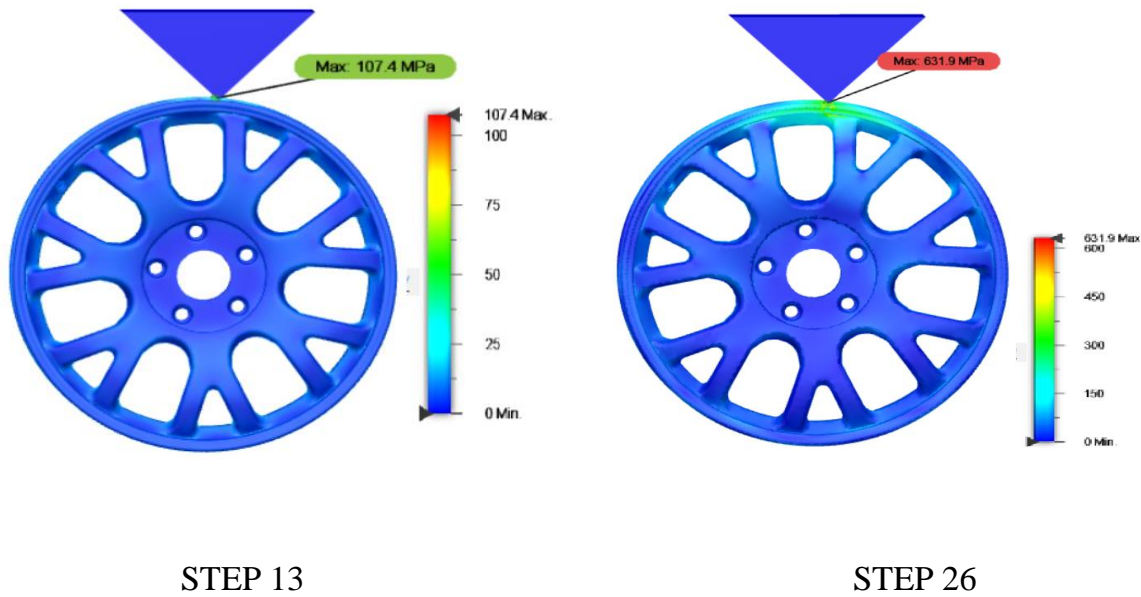 Max: 107.4 MPa
107.4 Max.
100
75
50
25
0 Min.
Max: 631.9 MPa
631.9 Max
600
450
300
150
0 Min.
STEP 13
STEP 26